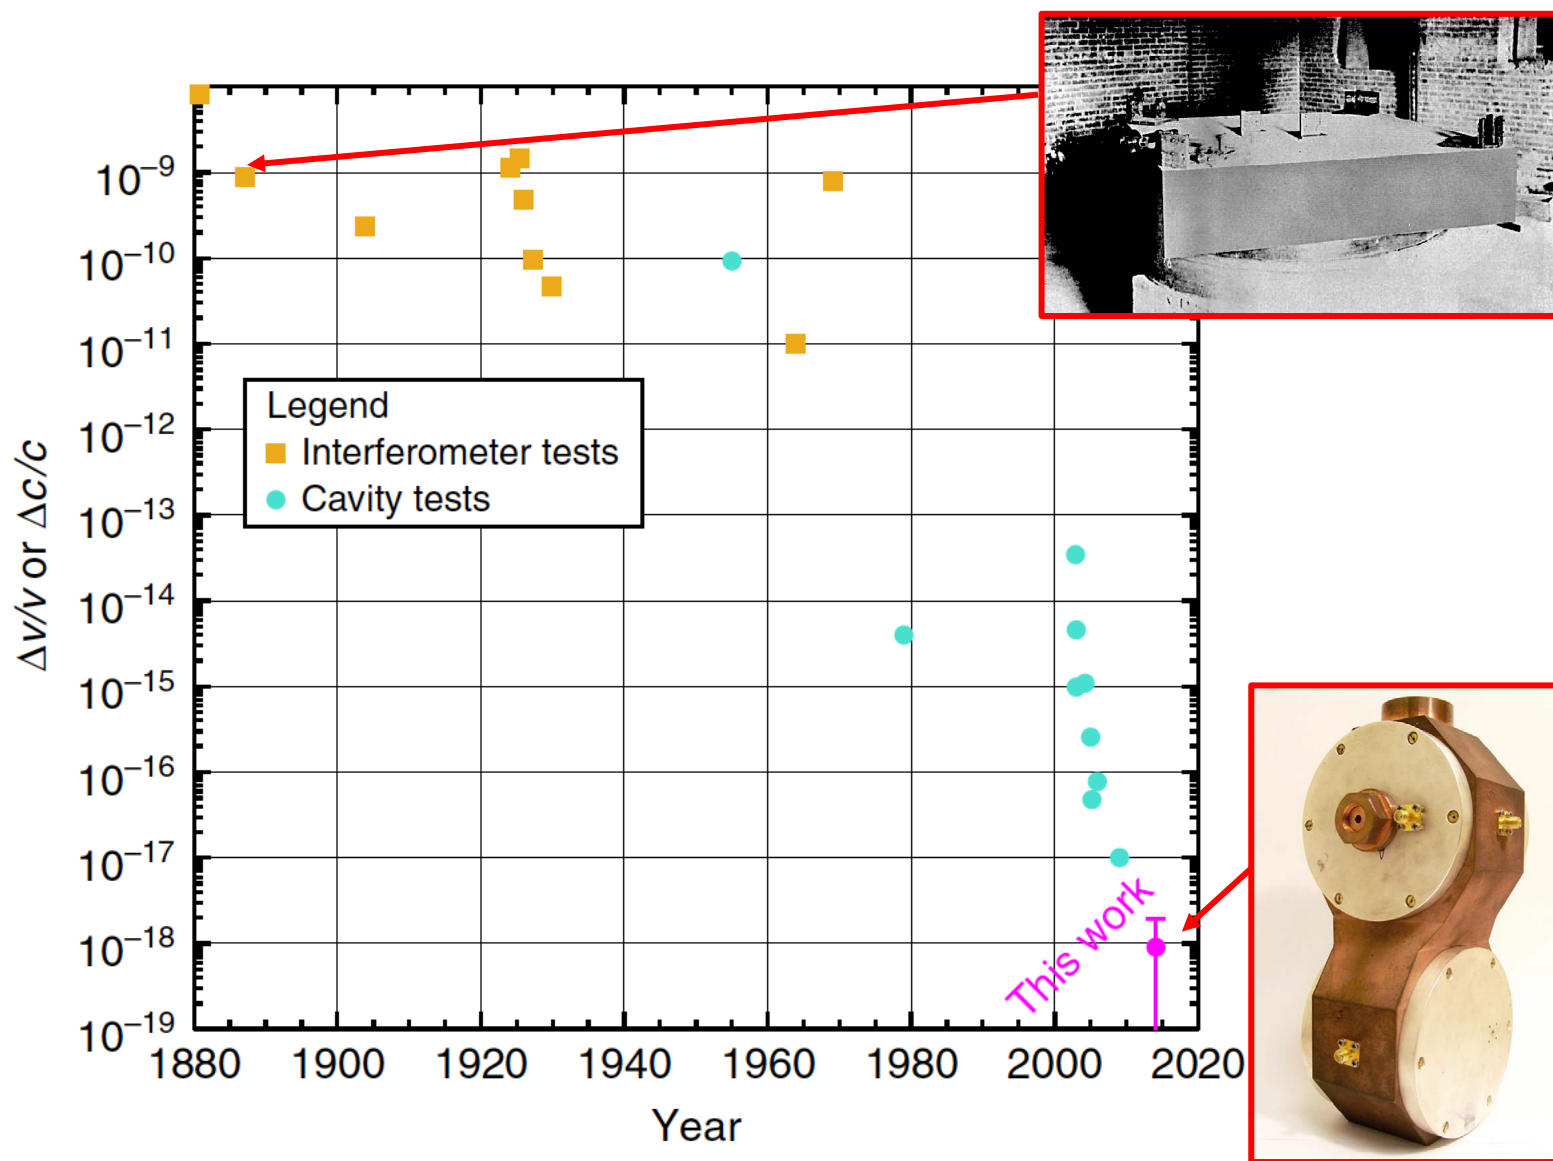 10⁻⁹
10⁻¹⁰
10⁻¹¹
10⁻¹²
10⁻¹³
10⁻¹⁴
10⁻¹⁵
10⁻¹⁶
10⁻¹⁷
10⁻¹⁸
10⁻¹⁹
Δν/ν or Δc/c
Legend
Interferometer tests
Cavity tests
This work
1880 1900 1920 1940 1960 1980 2000 2020
Year